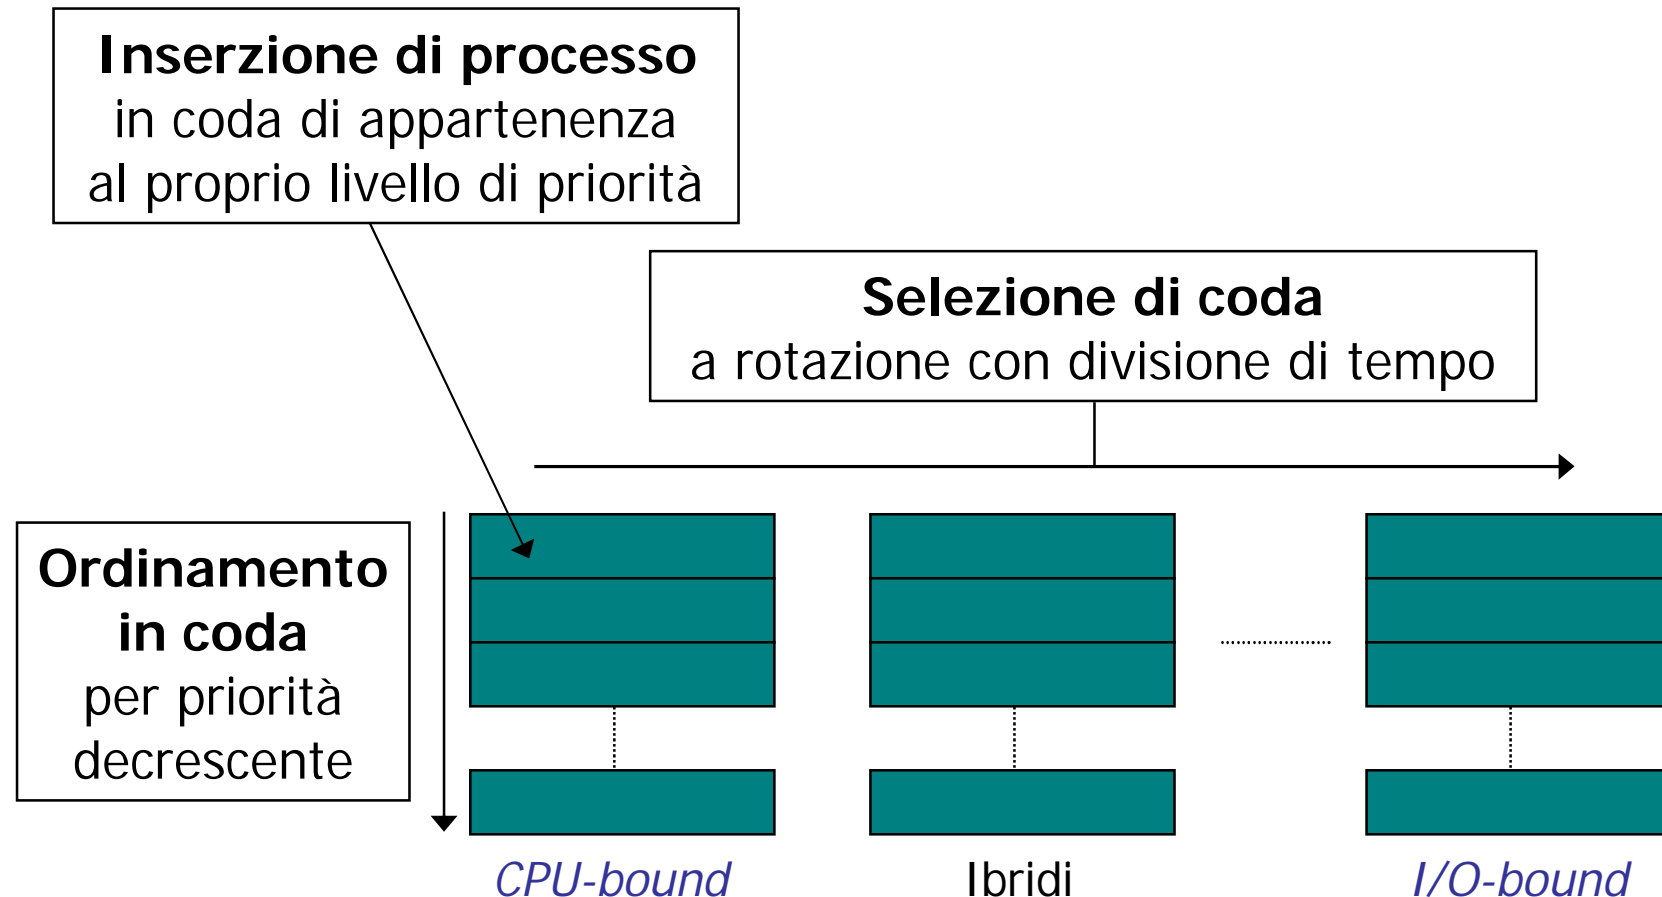 Inserzione di processo
in coda di appartenenza
al proprio livello di priorità
Selezione di coda
a rotazione con divisione di tempo
Ordinamento
in coda
per priorità
decrescente
CPU-bound
Ibridi
I/O-bound